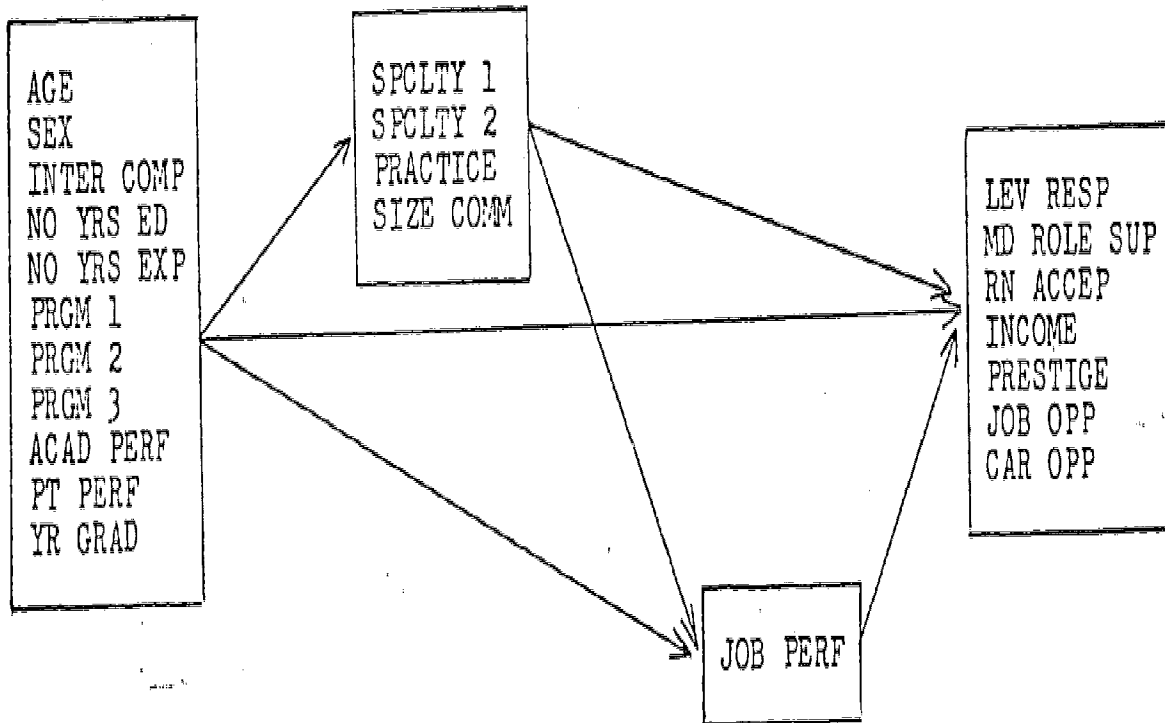 AGE
SEX
INTER COMP
NO YRS ED
NO YRS EXP
PRGM 1
PRGM 2
PRGM 3
ACAD PERF
PT PERF
YR GRAD
SPCLTY 1
SPCLTY 2
PRACTICE
SIZE COMM
JOB PERF
LEV RESP
MD ROLE SUP
RN ACCEP
INCOME
PRESTIGE
JOB OPP
CAR OPP